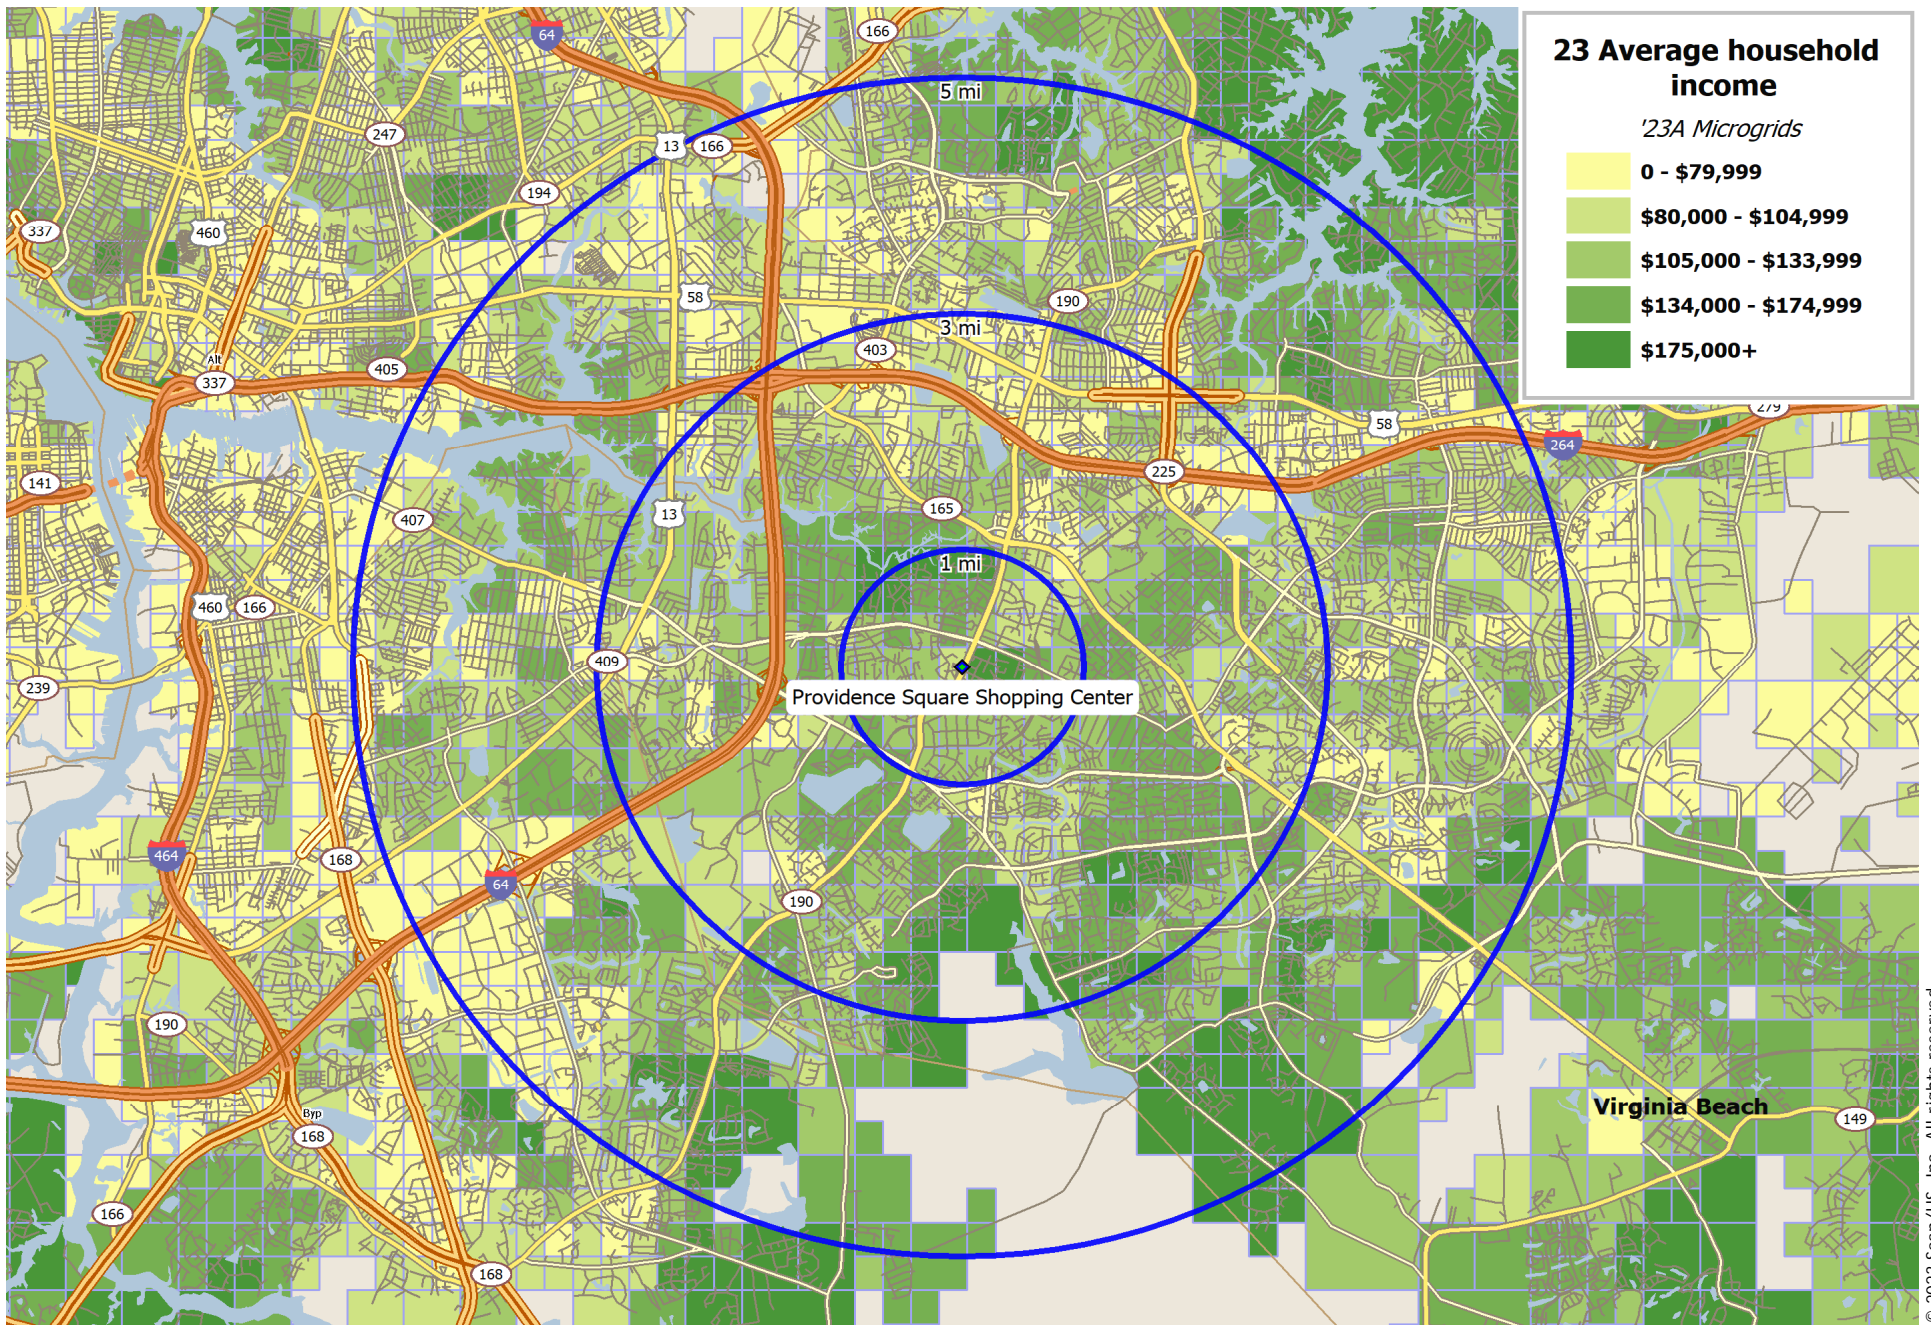 23 Average household
income
'23A Microgrids
0 - $79,999
$80,000 - $104,999
$105,000 - $133,999
$134,000 - $174,999
$175,000+
64
166
5 mi
247
13
166
194
337
460
58
190
3 mi
403
Alt
337
405
279
58
264
225
141
165
13
407
1 mi
460
166
409
239
Providence Square Shopping Center
464
168
64
190
190
Virginia Beach
149
Byp
168
166
168
All rights reserved